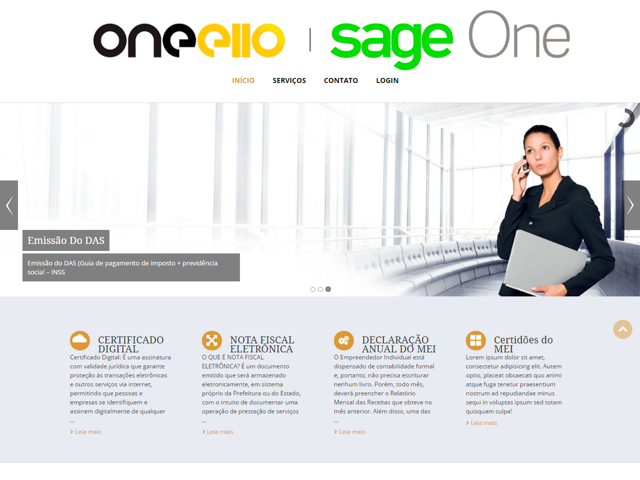 oneello | sage One
INÍCIO SERVIÇOS CONTATO LOGIN
Emissão Do DAS
Emissão do DAS (Guia de pagamento de imposto + previdência
social – INSS
CERTIFICADO
DIGITAL
Certificado Digital: É uma assinatura
com validade jurídica que garante
proteção às transações eletrônicas
e outros serviços via internet,
permitindo que pessoas e
empresas se identifiquem e
assinem digitalmente de qualquer
...
Leia mais
NOTA FISCAL
ELETRÔNICA
O QUE É NOTA FISCAL
ELETRÔNICA? É um documento
emitido que será armazenado
eletronicamente, em sistema
próprio da Prefeitura ou do Estado,
com o intuito de documentar uma
operação de prestação de serviços
...
Leia mais
DECLARAÇÃO
ANUAL DO MEI
O Empreendedor Individual está
dispensado de contabilidade formal
e, portanto, não precisa escriturar
nenhum livro. Porém, todo mês,
deverá preencher o Relatório
Mensal das Receitas que obteve no
mês anterior. Além disso, uma das
...
Leia mais
Certidões do
MEI
Lorem ipsum dolor sit amet,
consectetur adipisicing elit. Autem
optio, placeat obcaecati quo animi
atque fuga tenetur praesentium
nostrum ad repudiandae minus
sequi in voluptas ipsum sed totam
quisquam culpa!
Leia mais